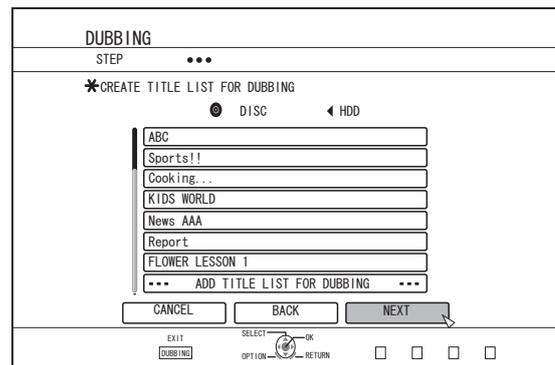 DUBBING
STEP ●●●
*CREATE TITLE LIST FOR DUBBING
DISC ◀ HDD
ABC
Sports!!
Cooking...
KIDS WORLD
News AAA
Report
FLOWER LESSON 1
--- ADD TITLE LIST FOR DUBBING ---
CANCEL BACK NEXT
EXIT SELECT OK
DUBBING OPTION RETURN